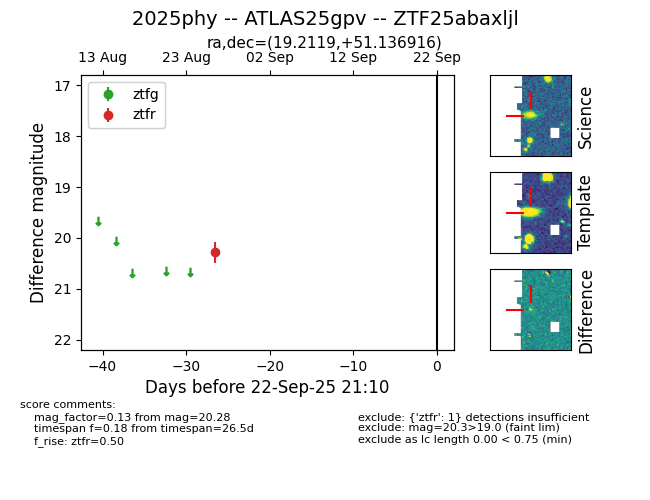 2025phy -- ATLAS25gpv -- ZTF25abaxljl
ra,dec=(19.2119,+51.136916)
13 Aug 23 Aug 02 Sep 12 Sep 22 Sep
ztfg
ztfr
17
18
19
20
21
22
Difference magnitude
−40 −30 −20 −10 0
Days before 22-Sep-25 21:10
Science
Template
Difference
score comments:
mag_factor=0.13 from mag=20.28
timespan f=0.18 from timespan=26.5d
f_rise: ztfr=0.50
exclude: {'ztfr': 1} detections insufficient
exclude: mag=20.3>19.0 (faint lim)
exclude as lc length 0.00 < 0.75 (min)